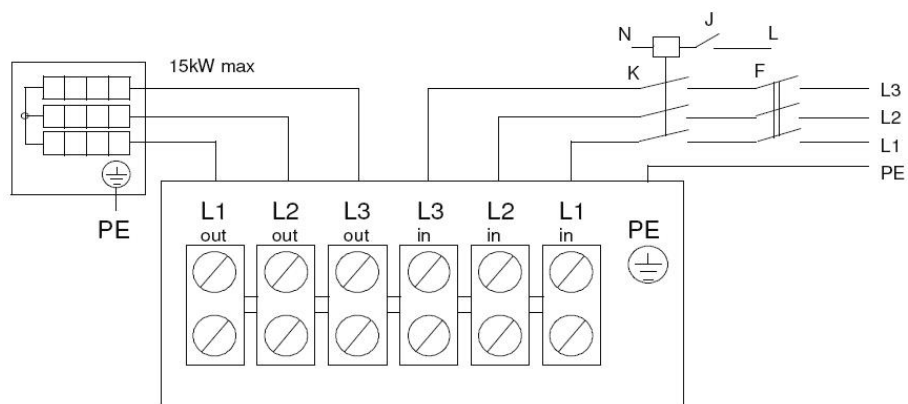 N J L
15kW max K F
L3
L2
L1
PE
PE
L1 L2 L3 L3 L2 L1 PE
out out out in in in